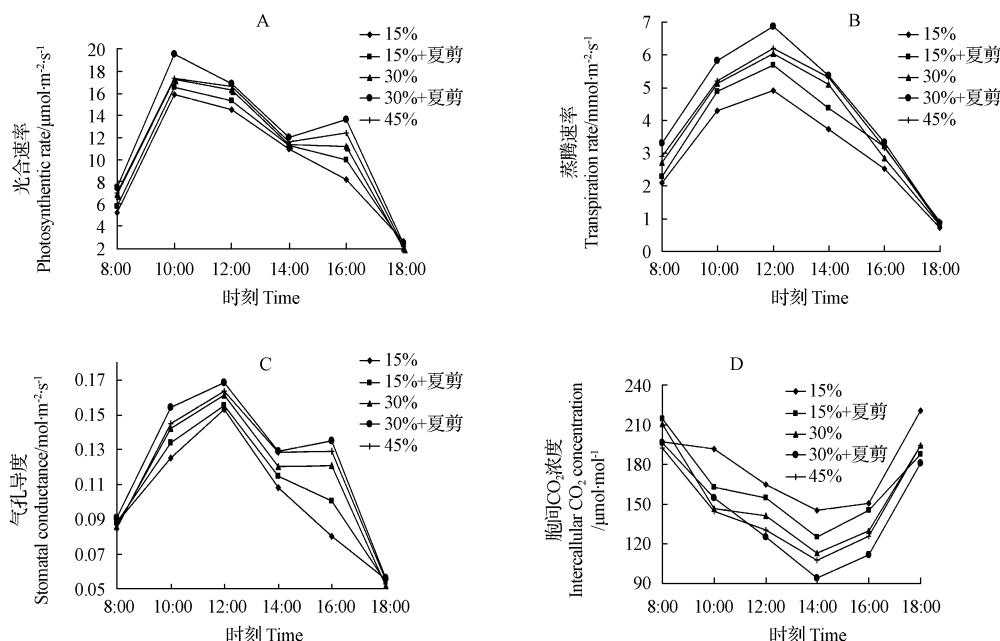 A
光合速率
Photosynthentic rate/μmol·m⁻²·s⁻¹
20
18
16
14
12
10
8
6
4
2
8:00 10:00 12:00 14:00 16:00 18:00
时刻 Time
15%
15%+夏剪
30%
30%+夏剪
45%
B
蒸腾速率
Transpiration rate/mmol·m⁻²·s⁻¹
7
6
5
4
3
2
1
0
8:00 10:00 12:00 14:00 16:00 18:00
时刻 Time
15%
15%+夏剪
30%
30%+夏剪
45%
C
气孔导度
Stomatal conductance/mol·m⁻²·s⁻¹
0.17
0.15
0.13
0.11
0.09
0.07
0.05
8:00 10:00 12:00 14:00 16:00 18:00
时刻 Time
15%
15%+夏剪
30%
30%+夏剪
45%
D
胞间CO₂浓度
Intercallular CO₂ concentration
/μmol·mol⁻¹
240
210
180
150
120
90
8:00 10:00 12:00 14:00 16:00 18:00
时刻 Time
15%
15%+夏剪
30%
30%+夏剪
45%